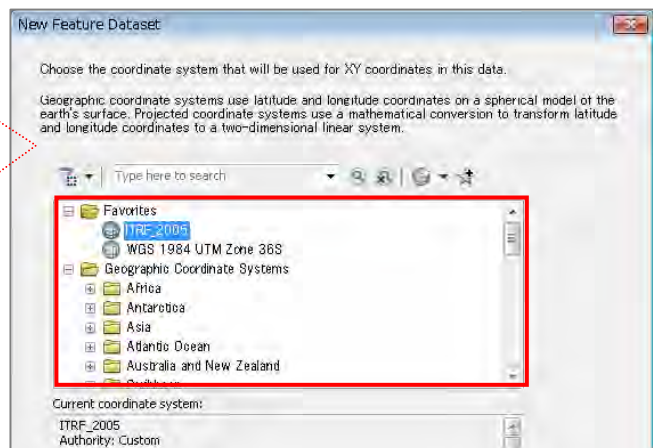 New Feature Dataset
Choose the coordinate system that will be used for XY coordinates in this data.
Geographic coordinate systems use latitude and longitude coordinates on a spherical model of the
earth's surface. Projected coordinate systems use a mathematical conversion to transform latitude
and longitude coordinates to a two-dimensional linear system.
Type here to search
Favorites
ITRF_2005
WGS 1984 UTM Zone 36S
Geographic Coordinate Systems
Africa
Antarctica
Asia
Atlantic Ocean
Australia and New Zealand
Current coordinate system:
ITRF_2005
Authority: Custom